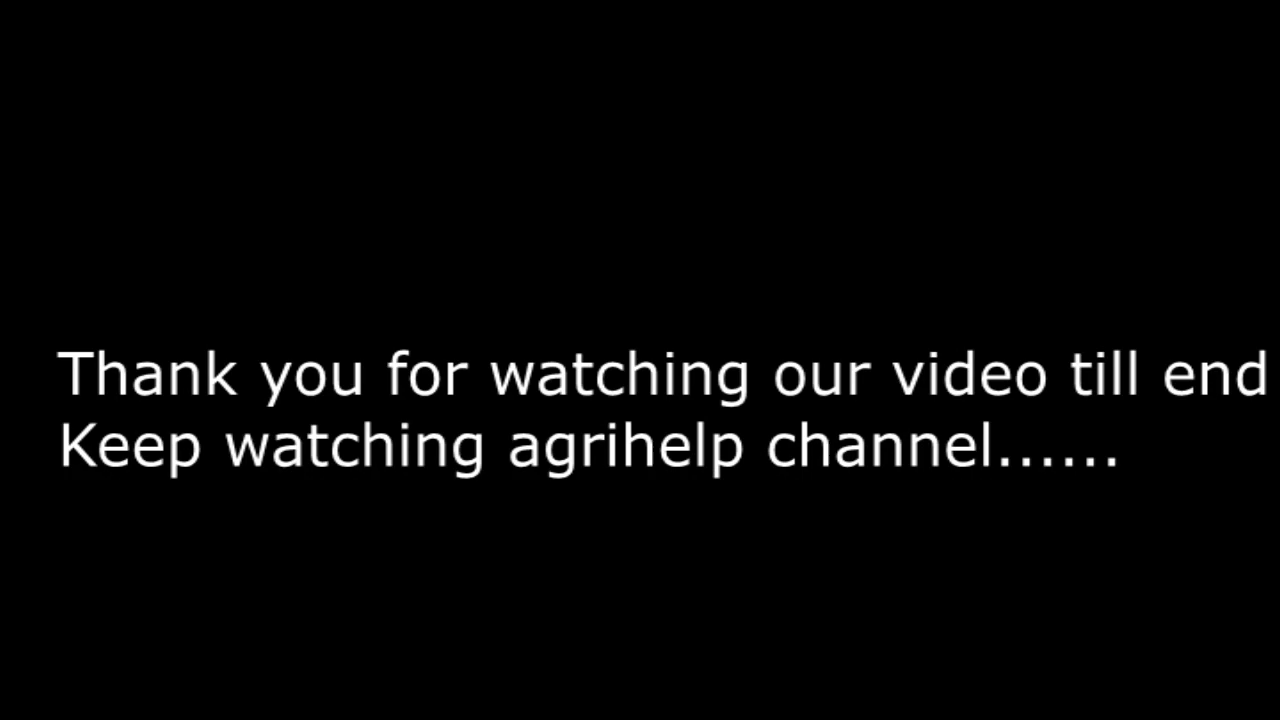 Thank you for watching our video till end
Keep watching agrihelp channel......